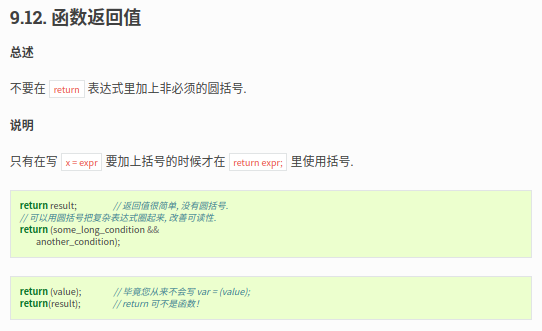 9.12. 函数返回值
总述
不要在 return 表达式里加上非必须的圆括号.
说明
只有在写 x = expr 要加上括号的时候才在 return expr; 里使用括号.
return result; // 返回值很简单, 没有圆括号.
// 可以用圆括号把复杂表达式圈起来, 改善可读性.
return (some_long_condition &&
another_condition);
return (value); // 毕竟您从来不会写 var = (value);
return(result); // return 可不是函数!